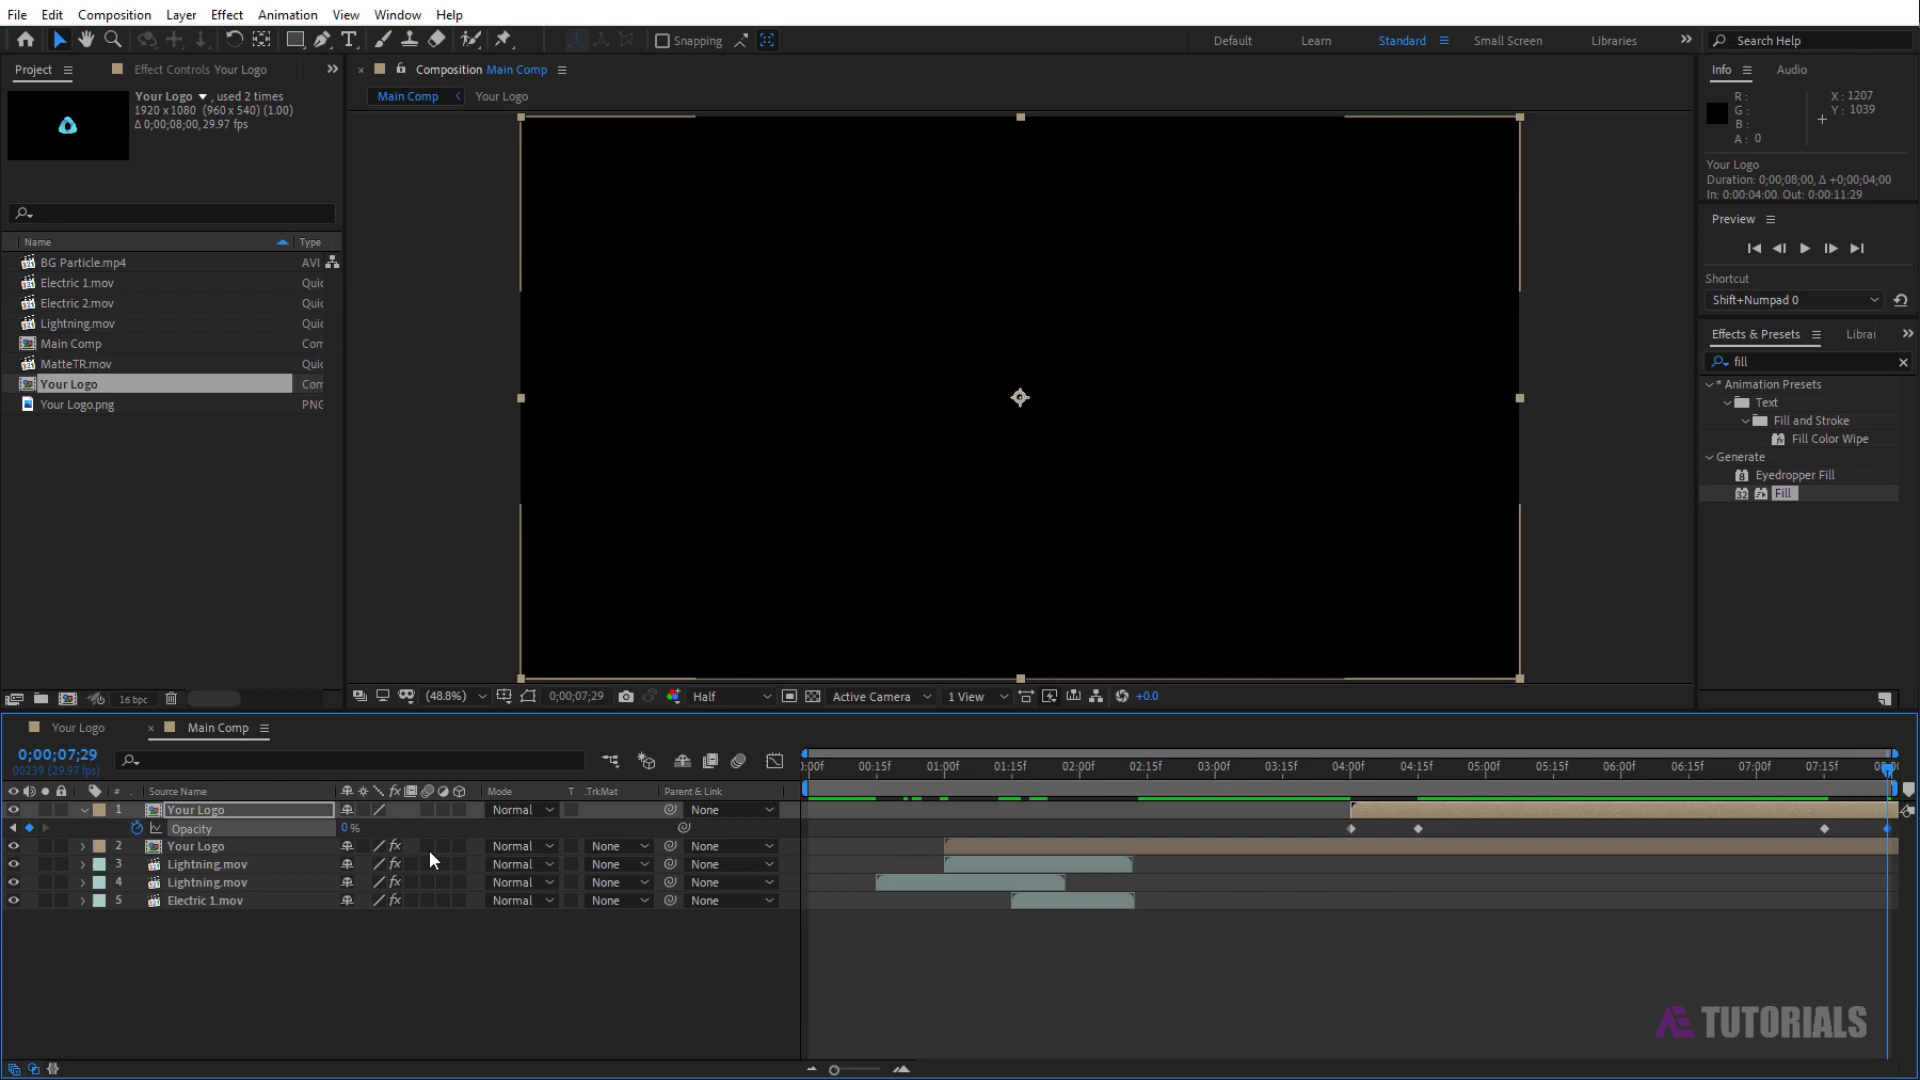 File Edit Composition Layer Effect Animation View Window Help
Snapping Default Learn Standard Small Screen Libraries Search Help
Project Effect Controls Your Logo Composition Main Comp Info Audio
Your Logo , used 2 times
1920 x 1080 (960 x 540) (1.00)
Δ 0;00;08;00, 29.97 fps
Main Comp Your Logo
R: X: 1207
G: Y: 1039
B:
A: 0
Your Logo
Duration: 0;00;08;00, Δ +0;00;04;00
In: 0;00;04;00, Out: 0;00;11;29
Preview
Shortcut
Shift+Numpad 0
Effects & Presets Librai
fill
* Animation Presets
Text
Fill and Stroke
Fill Color Wipe
Generate
Eyedropper Fill
32 Fill
Name Type
BG Particle.mp4 AVI
Electric 1.mov Quic
Electric 2.mov Quic
Lightning.mov Quic
Main Comp Com
MatteTR.mov Quic
Your Logo Com
Your Logo.png PNG
16 bpc
(48.8%) 0;00;07;29 Half Active Camera 1 View +0.0
Your Logo Main Comp
0;00;07;29
00239 (29.97 fps)
:00f 00:15f 01:00f 01:15f 02:00f 02:15f 03:00f 03:15f 04:00f 04:15f 05:00f 05:15f 06:00f 06:15f 07:00f 07:15f
# Source Name fx Mode T .TrkMat Parent & Link
1 Your Logo Normal None
Opacity 0 %
2 Your Logo fx Normal None None
3 Lightning.mov fx Normal None None
4 Lightning.mov fx Normal None None
5 Electric 1.mov fx Normal None None
AE TUTORIALS